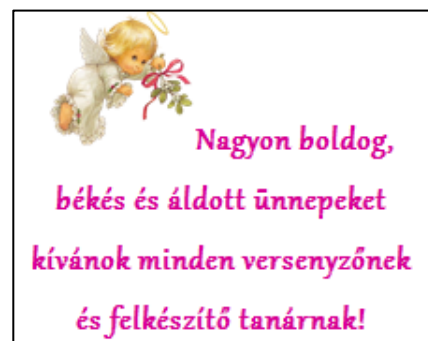 Nagyon boldog,
békés és áldott ünnepeket
kívánok minden versenyzőnek
és felkészítő tanárnak!